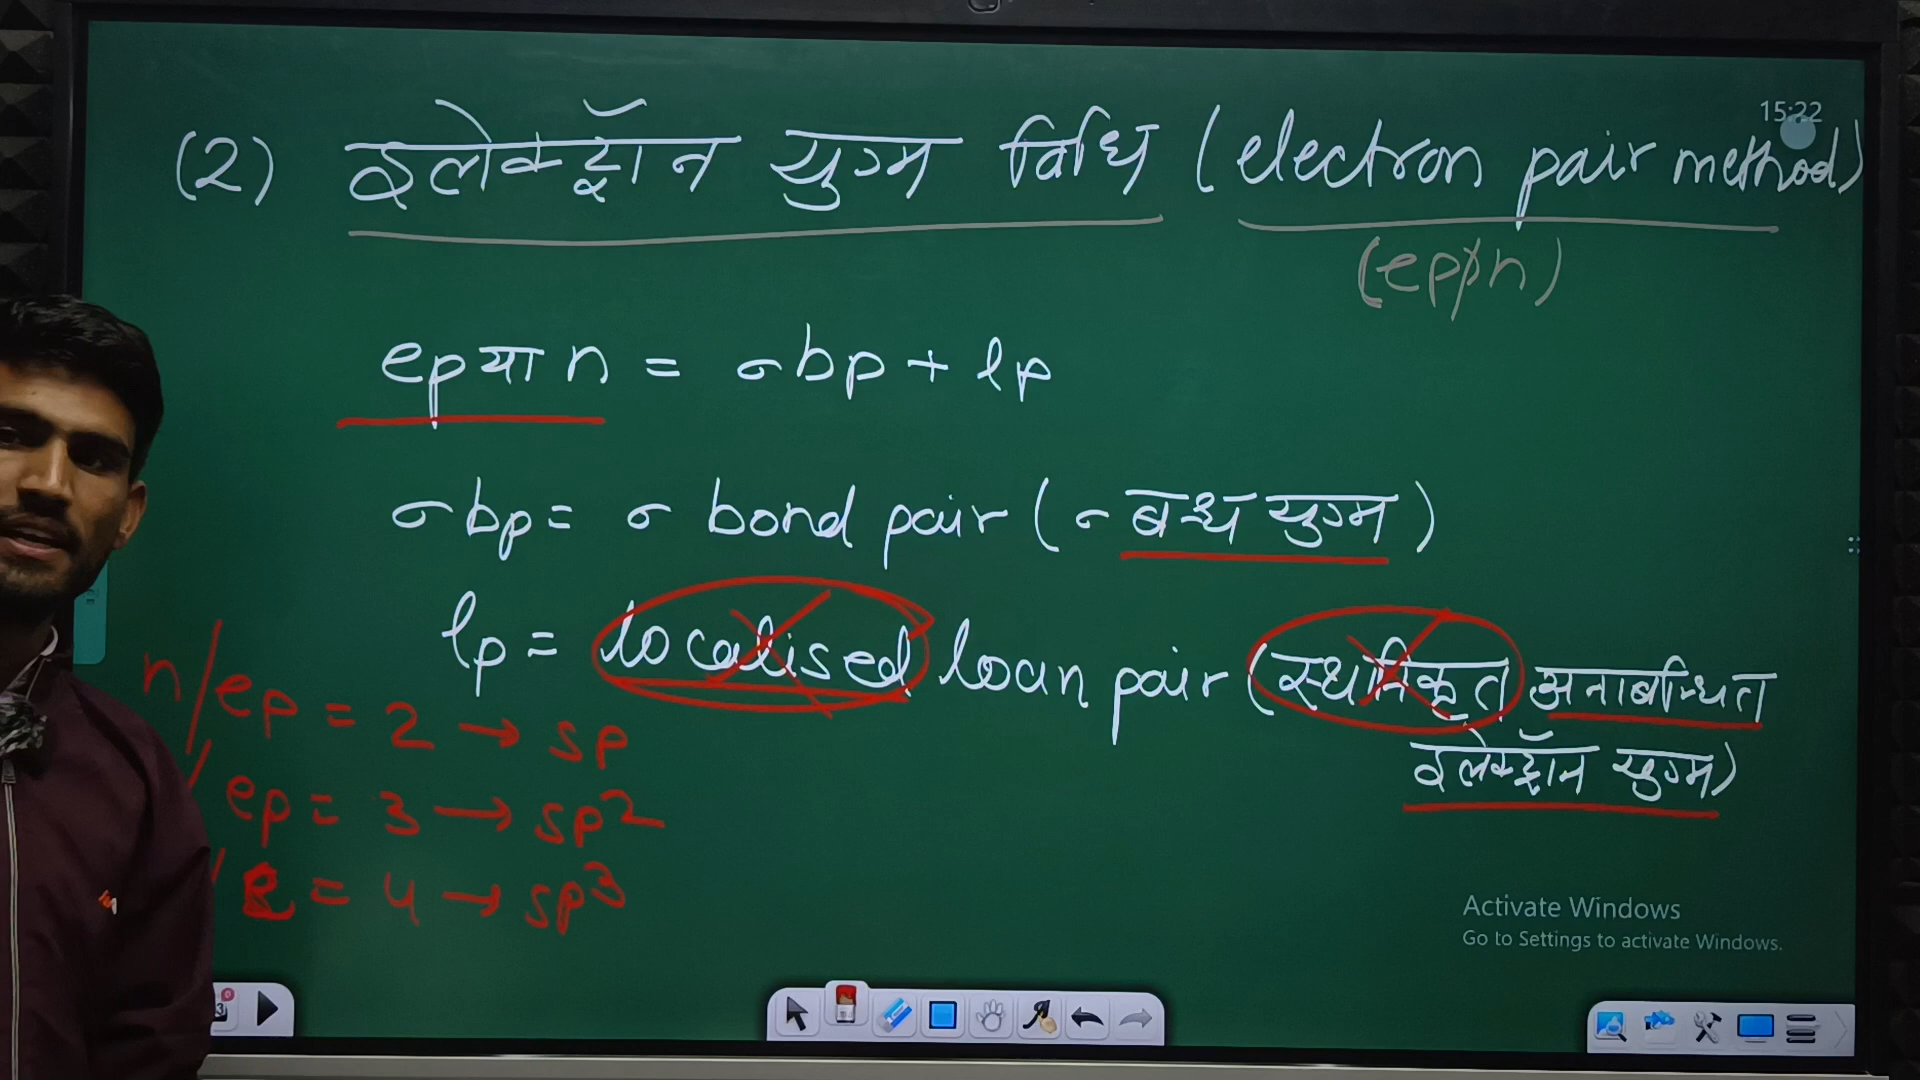 15:22
(2) इलेक्ट्रॉन युग्म विधि (electron pair method)
(ep/n)
ep या n = σbp + lp
σbp = σ bond pair (σ-बन्ध युग्म)
lp = localised loan pair (स्थानिकृत अनाबन्धित
इलेक्ट्रॉन युग्म)
n/ep = 2 → sp
/ep = 3 → sp2
/ = 4 → sp3
Activate Windows
Go to Settings to activate Windows.